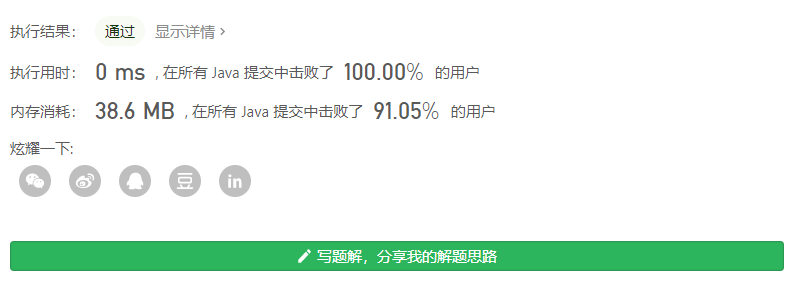 执行结果： 通过 显示详情 ›
执行用时： 0 ms , 在所有 Java 提交中击败了 100.00% 的用户
内存消耗： 38.6 MB , 在所有 Java 提交中击败了 91.05% 的用户
炫耀一下:
豆 in
写题解，分享我的解题思路